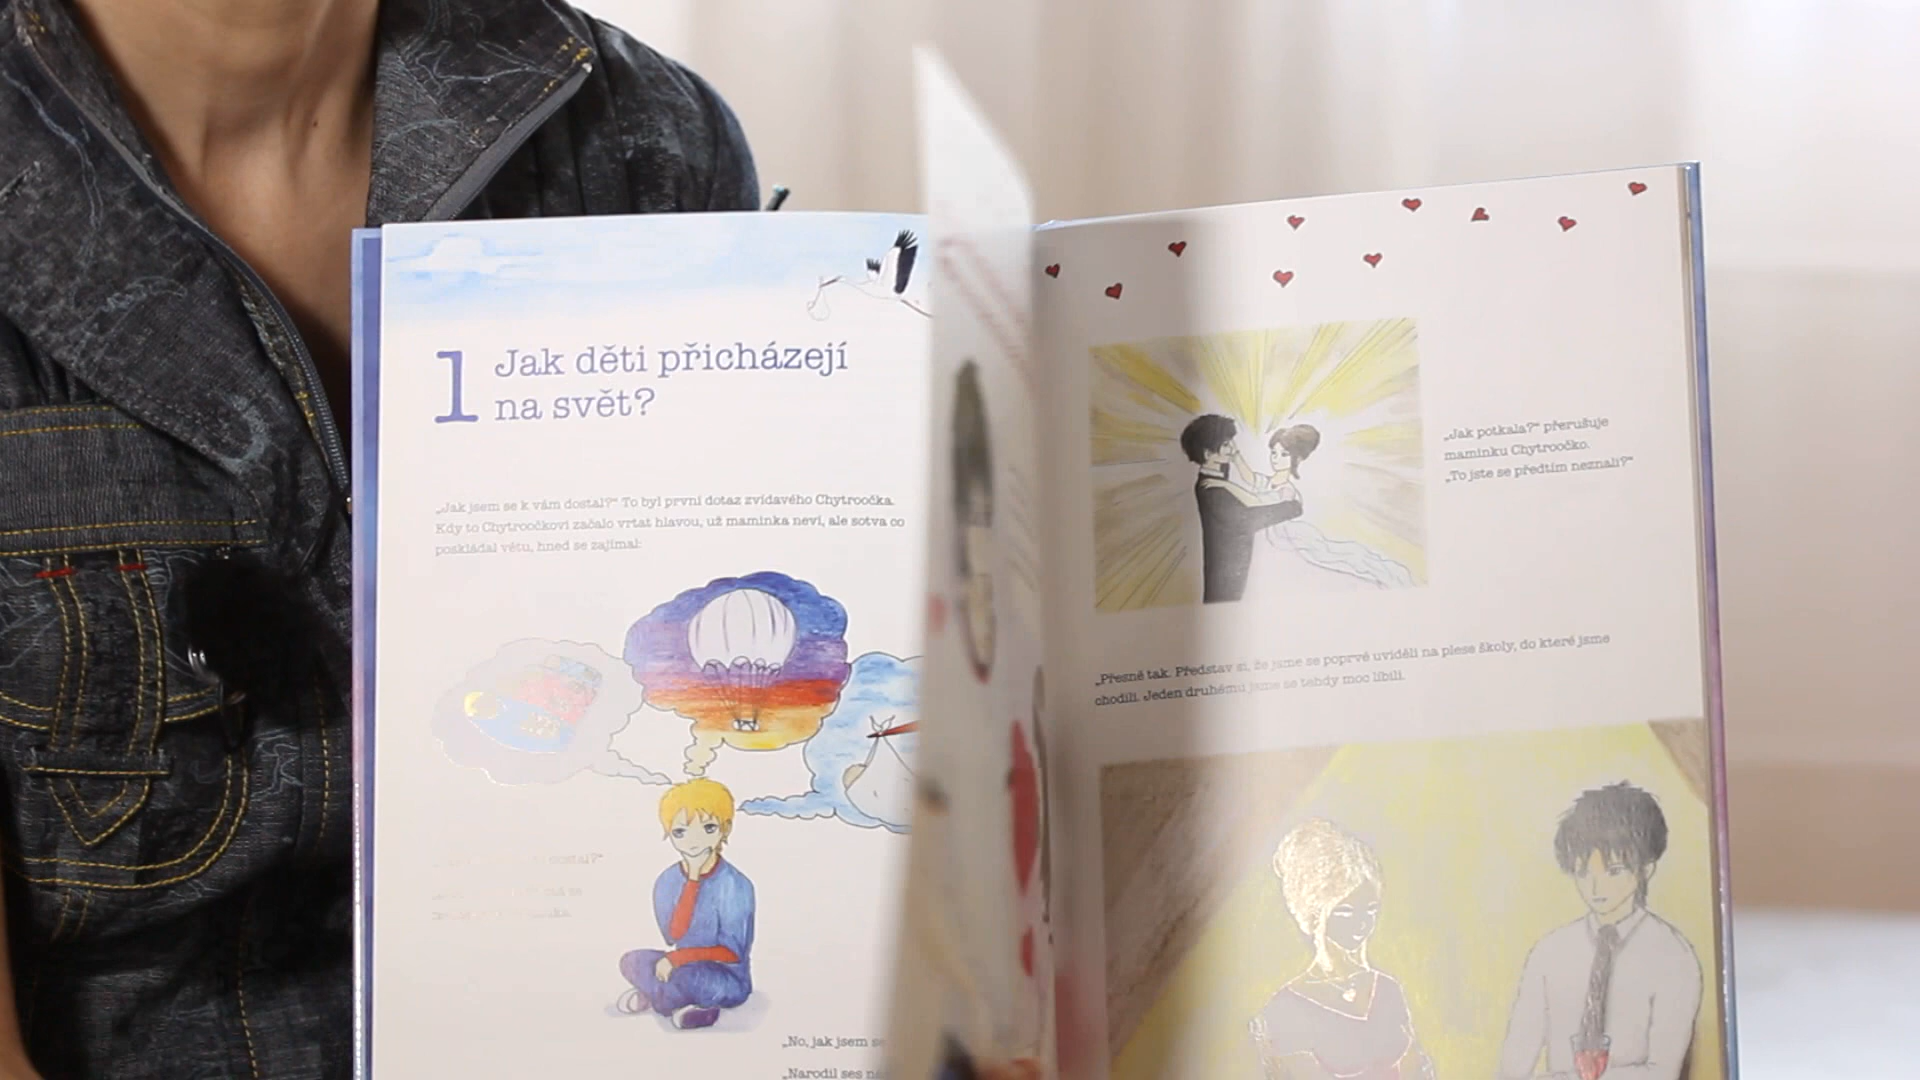 1 Jak děti přicházejí
na svět?
„Jak jsem se k vám dostal?“ To byl první dotaz zvídavého Chytroočka.
Kdy to Chytroočkovi začalo vrtat hlavou, už maminka neví, ale sotva co
poskládal větu, hned se zajímal:
dostal?“
„No, jak jsem se
„Narodil ses
„Jak potkala?“ přerušuje
maminku Chytroočko.
„To jste se předtím neznali?“
„Přesně tak. Představ si, že jsme se poprvé uviděli na plese školy, do které jsme
chodili. Jeden druhému jsme se tehdy moc líbili.